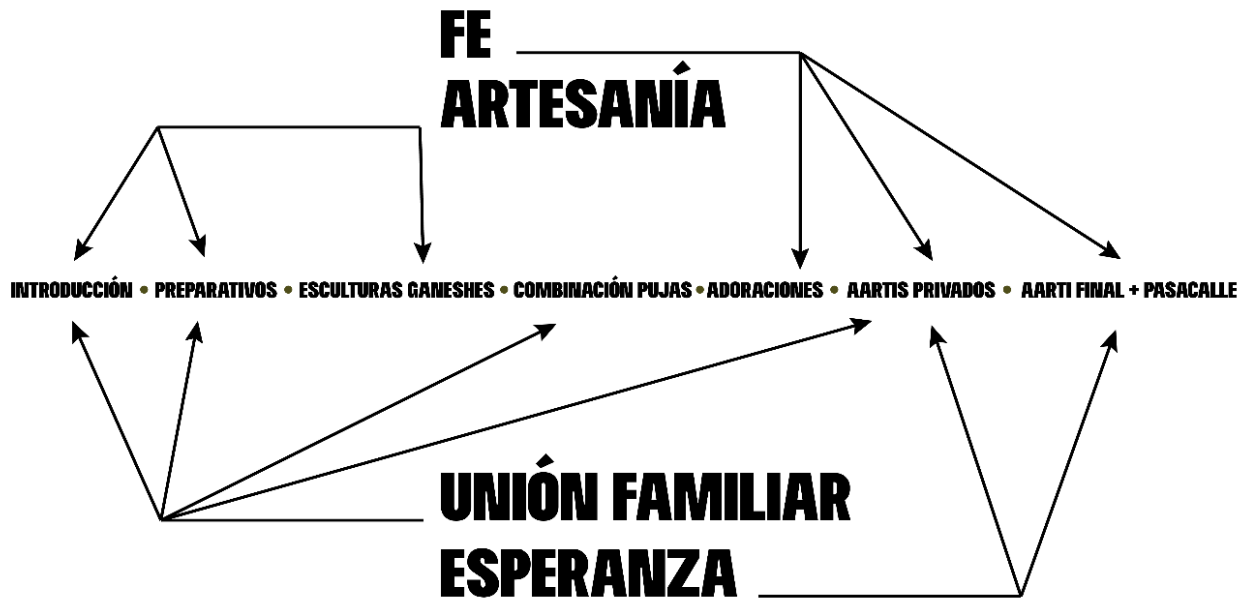 FE
ARTESANÍA
INTRODUCCIÓN • PREPARATIVOS • ESCULTURAS GANESHES • COMBINACIÓN PUJAS • ADORACIONES • AARTIS PRIVADOS • AARTI FINAL + PASACALLE
UNIÓN FAMILIAR
ESPERANZA